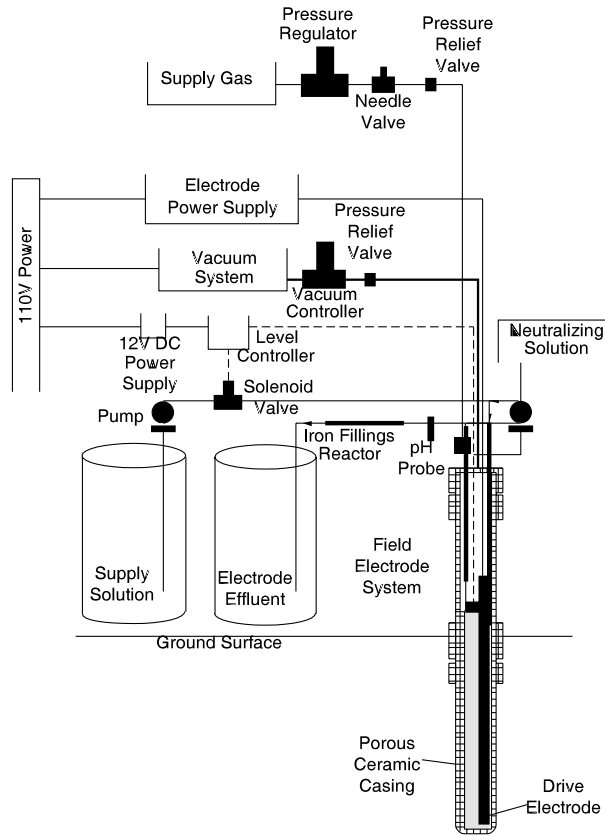 Pressure
Regulator
Pressure
Relief
Valve
Supply Gas
Needle
Valve
Electrode
Power Supply
Pressure
Relief
Valve
Vacuum
System
Vacuum
Controller
110V Power
12V DC
Power
Supply
Level
Controller
Neutralizing
Solution
Solenoid
Valve
Pump
Iron Fillings
Reactor
pH
Probe
Supply
Solution
Electrode
Effluent
Field
Electrode
System
Ground Surface
Porous
Ceramic
Casing
Drive
Electrode